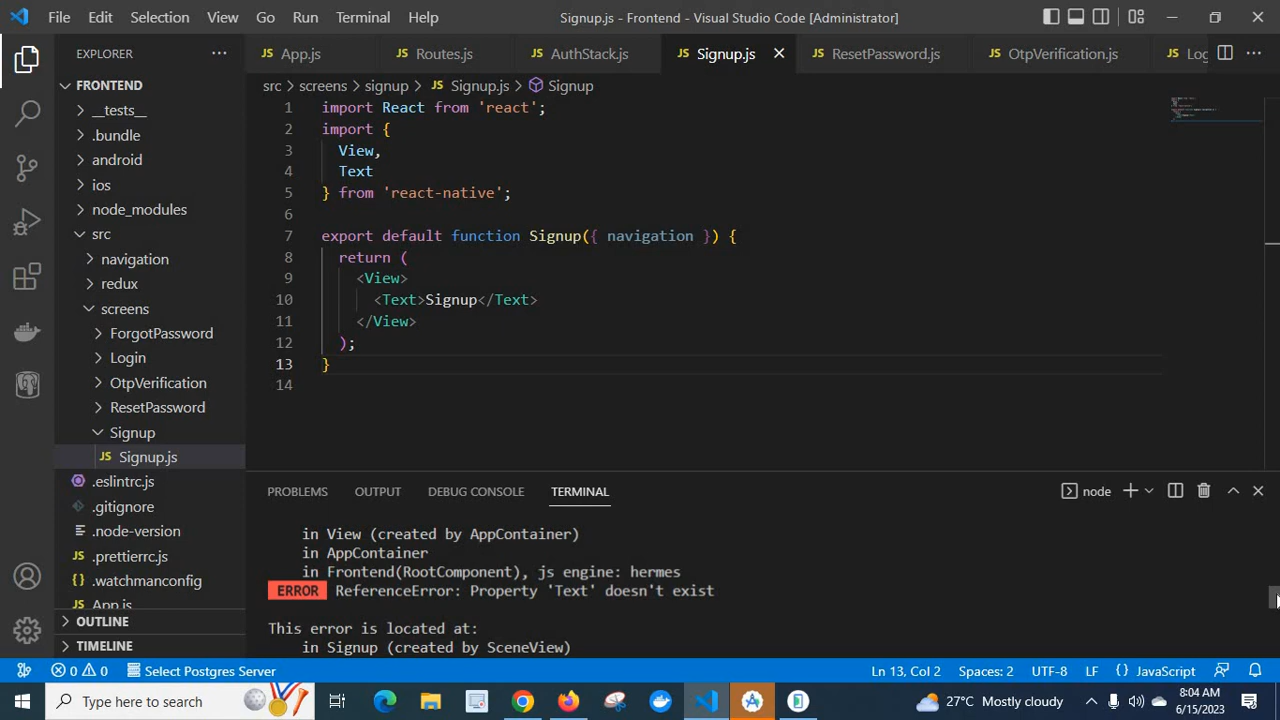 File Edit Selection View Go Run Terminal Help Signup.js - Frontend - Visual Studio Code [Administrator]
EXPLORER
App.js Routes.js AuthStack.js Signup.js ResetPassword.js OtpVerification.js Log
FRONTEND
src > screens > signup > Signup.js > Signup
__tests__
.bundle
android
ios
node_modules
src
navigation
redux
screens
ForgotPassword
Login
OtpVerification
ResetPassword
Signup
Signup.js
.eslintrc.js
.gitignore
.node-version
.prettierrc.js
.watchmanconfig
App.js
OUTLINE
TIMELINE
1 import React from 'react';
2 import {
3 View,
4 Text
5 } from 'react-native';
6
7 export default function Signup({ navigation }) {
8 return (
9 <View>
10 <Text>Signup</Text>
11 </View>
12 );
13 }
14
PROBLEMS OUTPUT DEBUG CONSOLE TERMINAL node
in View (created by AppContainer)
in AppContainer
in Frontend(RootComponent), js engine: hermes
ERROR ReferenceError: Property 'Text' doesn't exist
This error is located at:
in Signup (created by SceneView)
0 0 Select Postgres Server Ln 13, Col 2 Spaces: 2 UTF-8 LF {} JavaScript
Type here to search 27°C Mostly cloudy 8:04 AM
6/15/2023